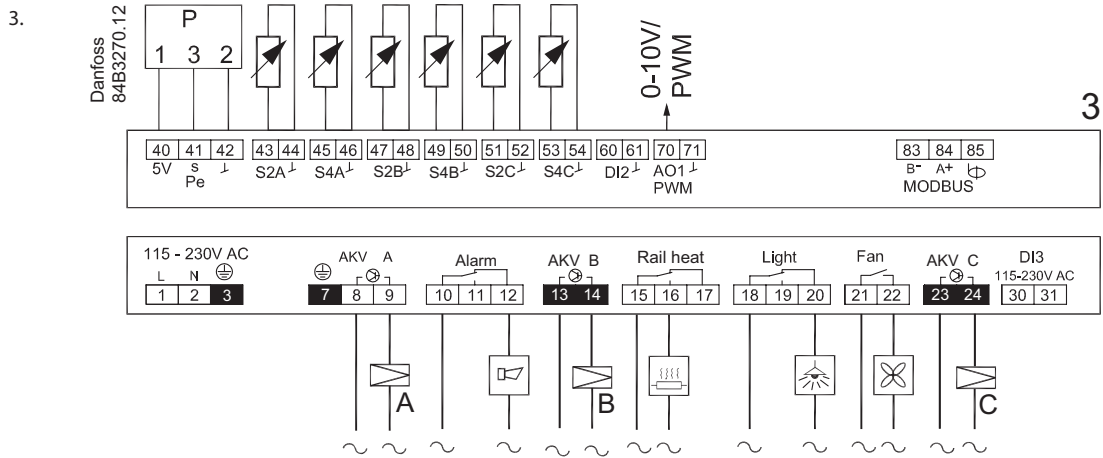 3.
Danfoss
84B3270.12
P
1 3 2
0-10V/
PWM
3
40 41 42 43 44 45 46 47 48 49 50 51 52 53 54 60 61 70 71 83 84 85
5V s ⊥ S2A ⊥ S4A ⊥ S2B ⊥ S4B ⊥ S2C ⊥ S4C ⊥ DI2 ⊥ AO1 ⊥ B- A+
Pe PWM MODBUS
115 - 230V AC AKV A Alarm AKV B Rail heat Light Fan AKV C DI3
L N 115-230V AC
1 2 3 7 8 9 10 11 12 13 14 15 16 17 18 19 20 21 22 23 24 30 31
A B C